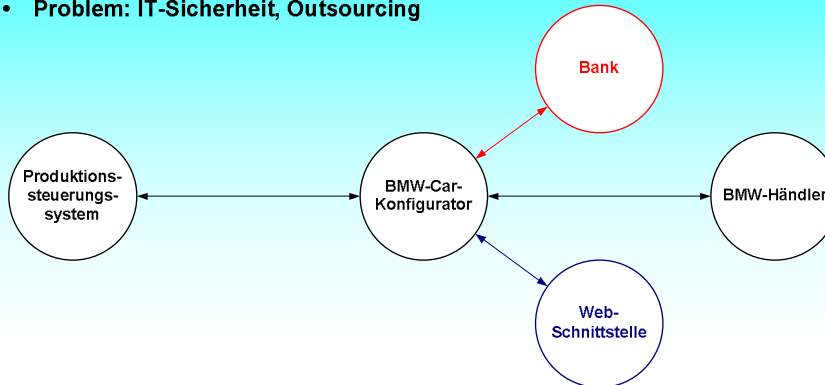 • Problem: IT-Sicherheit, Outsourcing
Bank
Produktions-
steuerungs-
system
BMW-Car-
Konfigurator
BMW-Händler
Web-
Schnittstelle